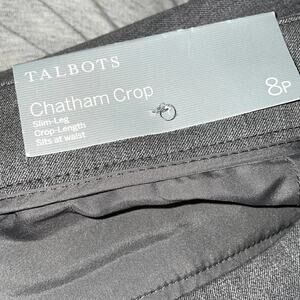 TALBOTS
Chatham Crop
8P
Slim-Leg
Crop-Length
Sits at waist